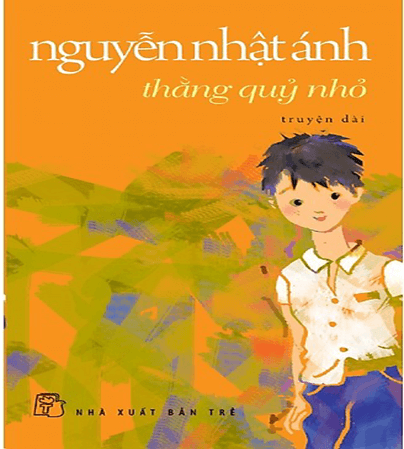 nguyễn nhật ánh
thằng quỷ nhỏ
truyện dài
NHÀ XUẤT BẢN TRẺ